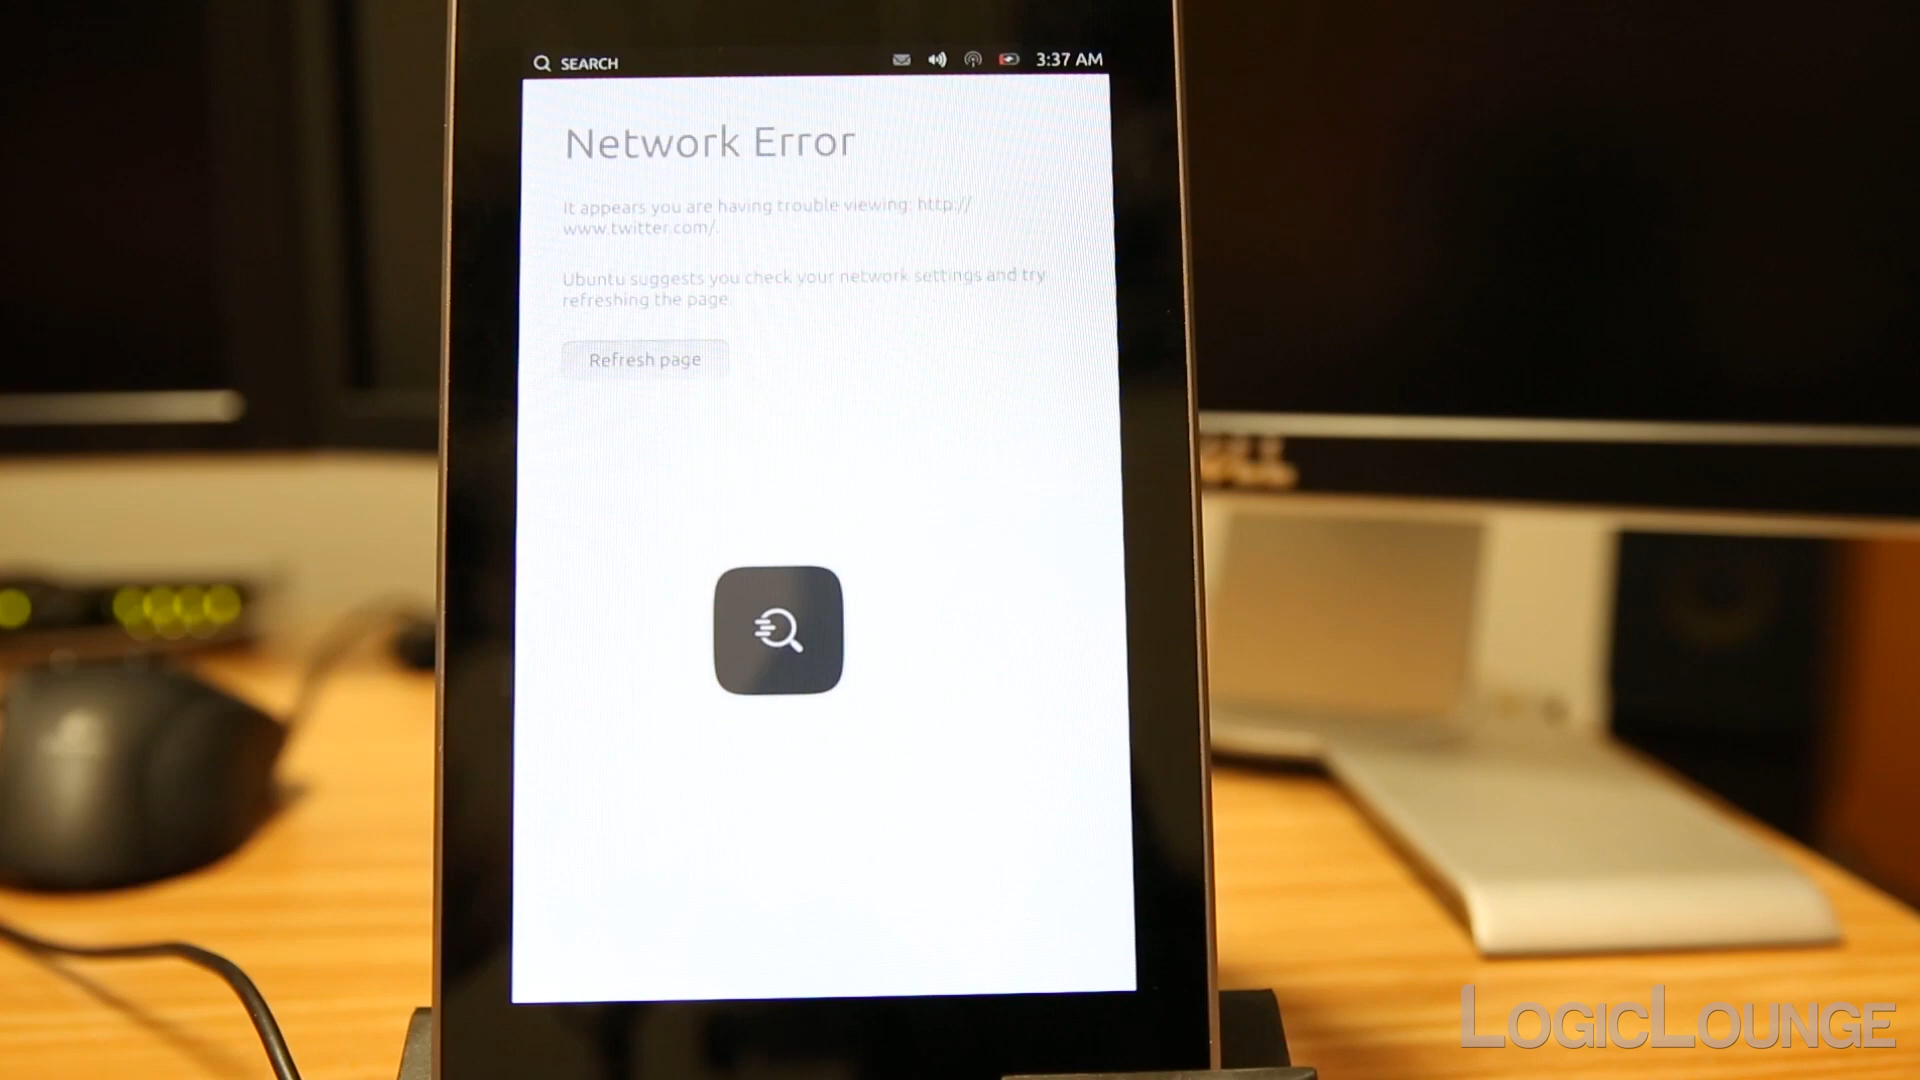 SEARCH
3:37 AM
Network Error
It appears you are having trouble viewing: http://
www.twitter.com/.
Ubuntu suggests you check your network settings and try
refreshing the page.
Refresh page
LOGICLOUNGE